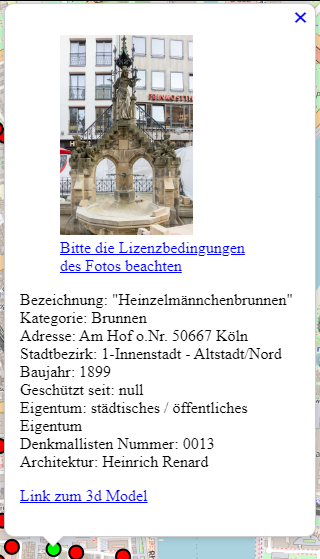 ×
Bitte die Lizenzbedingungen
des Fotos beachten
Bezeichnung: "Heinzelmännchenbrunnen"
Kategorie: Brunnen
Adresse: Am Hof o.Nr. 50667 Köln
Stadtbezirk: 1-Innenstadt - Altstadt/Nord
Baujahr: 1899
Geschützt seit: null
Eigentum: städtisches / öffentliches
Eigentum
Denkmallisten Nummer: 0013
Architektur: Heinrich Renard
Link zum 3d Model